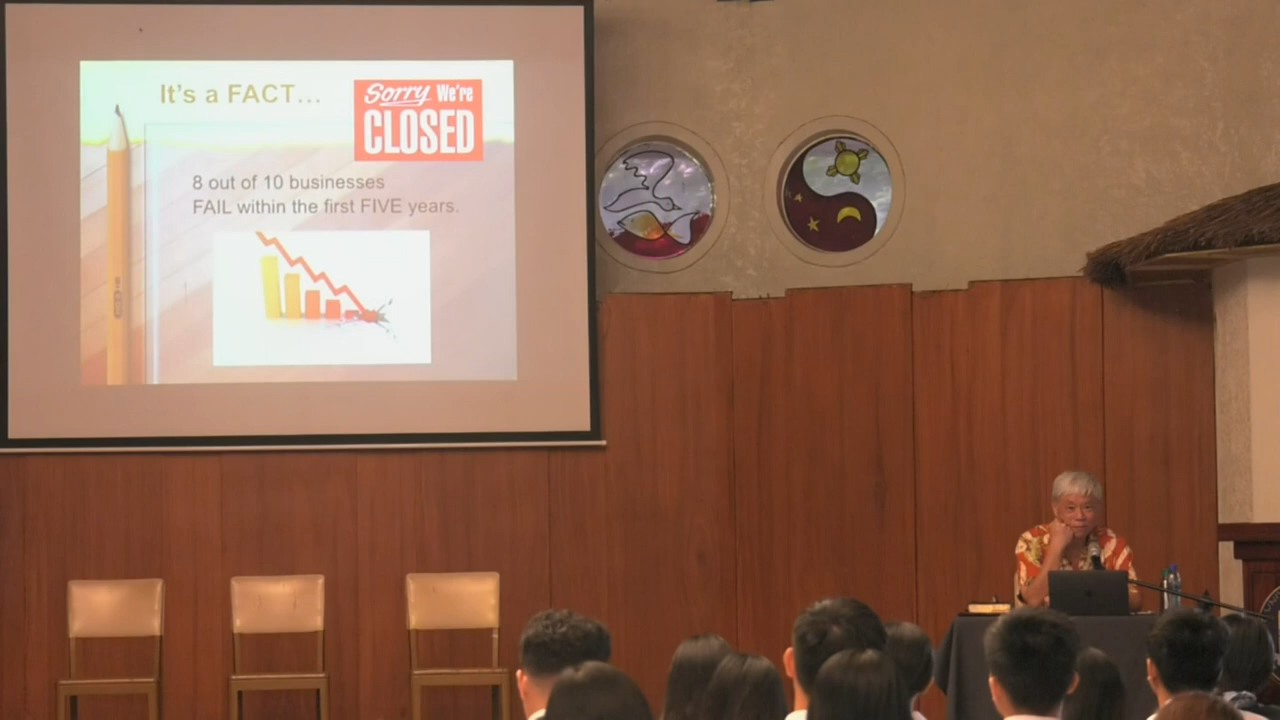 It's a FACT...
Sorry We're
CLOSED
8 out of 10 businesses
FAIL within the first FIVE years.